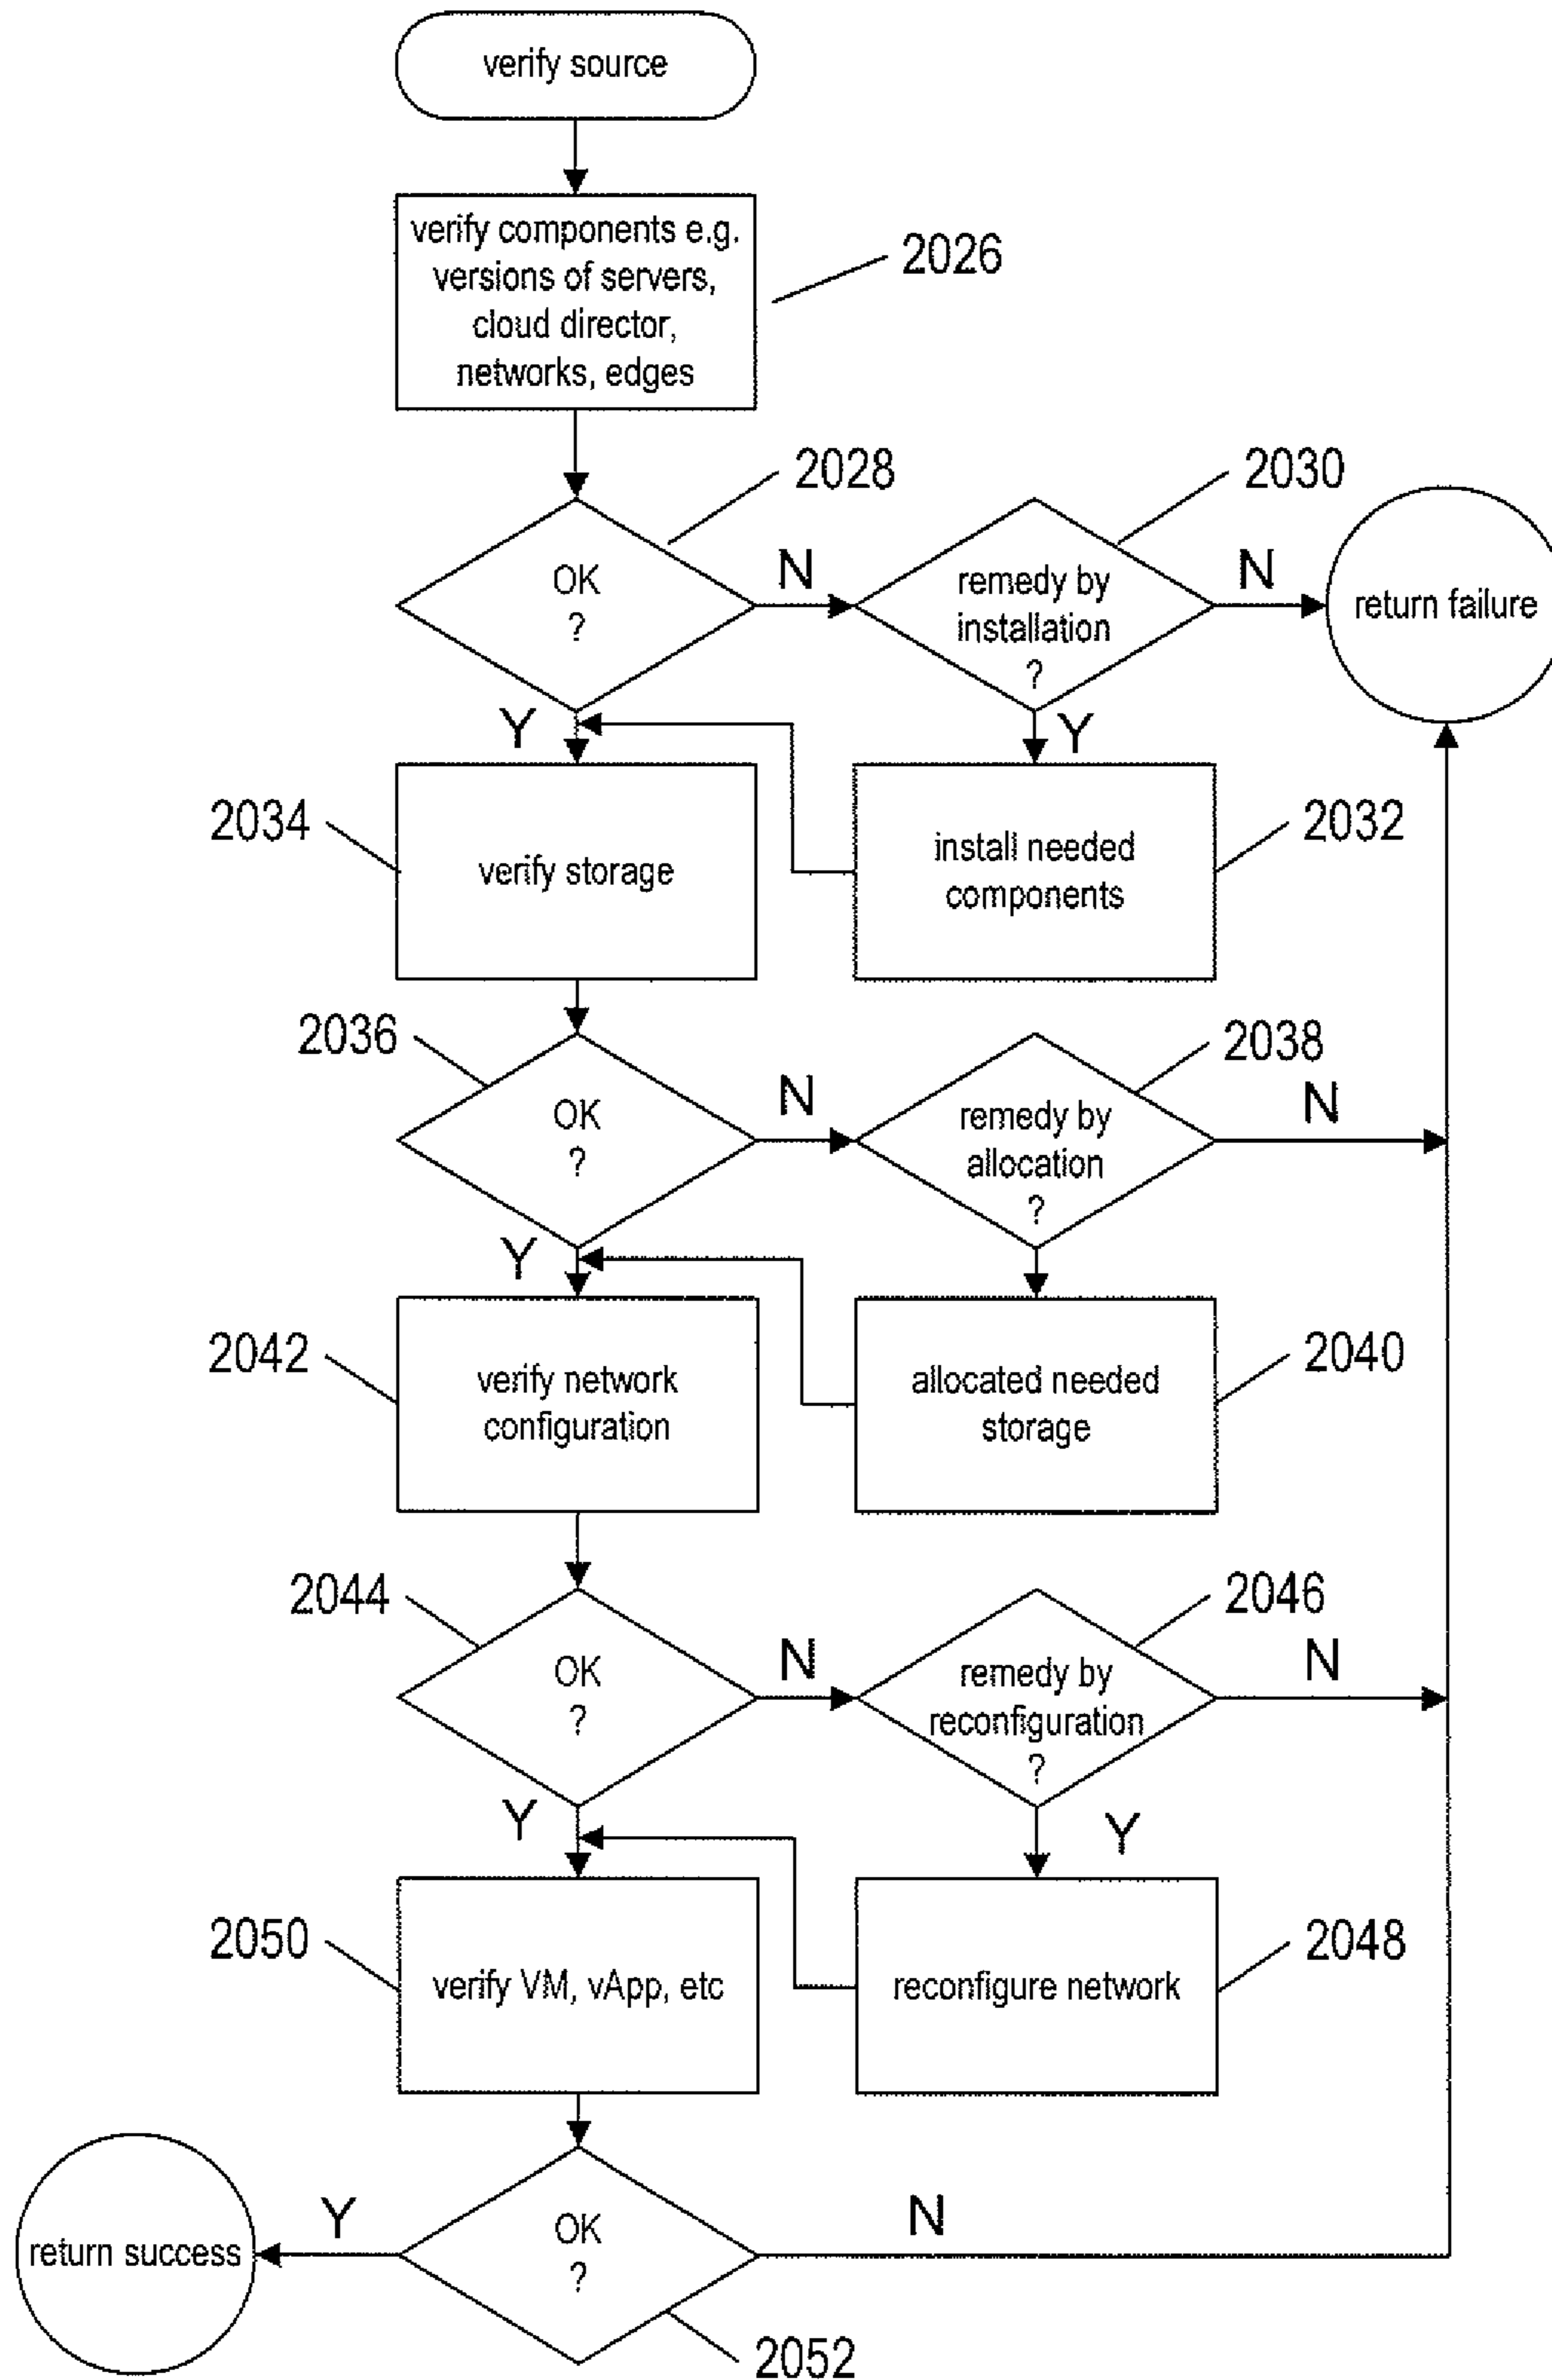 verify source
verify components e.g.
versions of servers,
cloud director,
networks, edges
2026
2028
2030
OK
?
N
remedy by
installation
?
N
return failure
Y
Y
2034
verify storage
install needed
components
2032
2036
2038
OK
?
N
remedy by
allocation
?
N
Y
2042
verify network
configuration
allocated needed
storage
2040
2044
2046
OK
?
N
remedy by
reconfiguration
?
N
Y
Y
2050
verify VM, vApp, etc
reconfigure network
2048
return success
Y
OK
?
N
2052